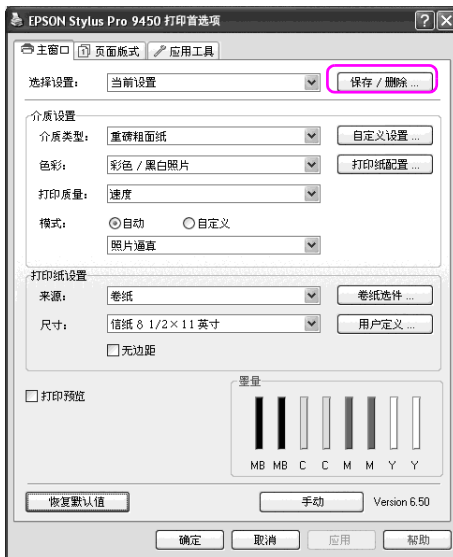 EPSON Stylus Pro 9450 打印首选项
主窗口 页面版式 应用工具
选择设置： 当前设置 保存 / 删除 ...
介质设置
介质类型： 重磅粗面纸 自定义设置 ...
色彩： 彩色 / 黑白照片 打印纸配置 ...
打印质量： 速度
模式： 自动 自定义
照片逼真
打印纸设置
来源： 卷纸 卷纸选件 ...
尺寸： 信纸 8 1/2×11 英寸 用户定义 ...
无边距
打印预览
墨量
MB MB C C M M Y Y
恢复默认值 手动 Version 6.50
确定 取消 应用 帮助